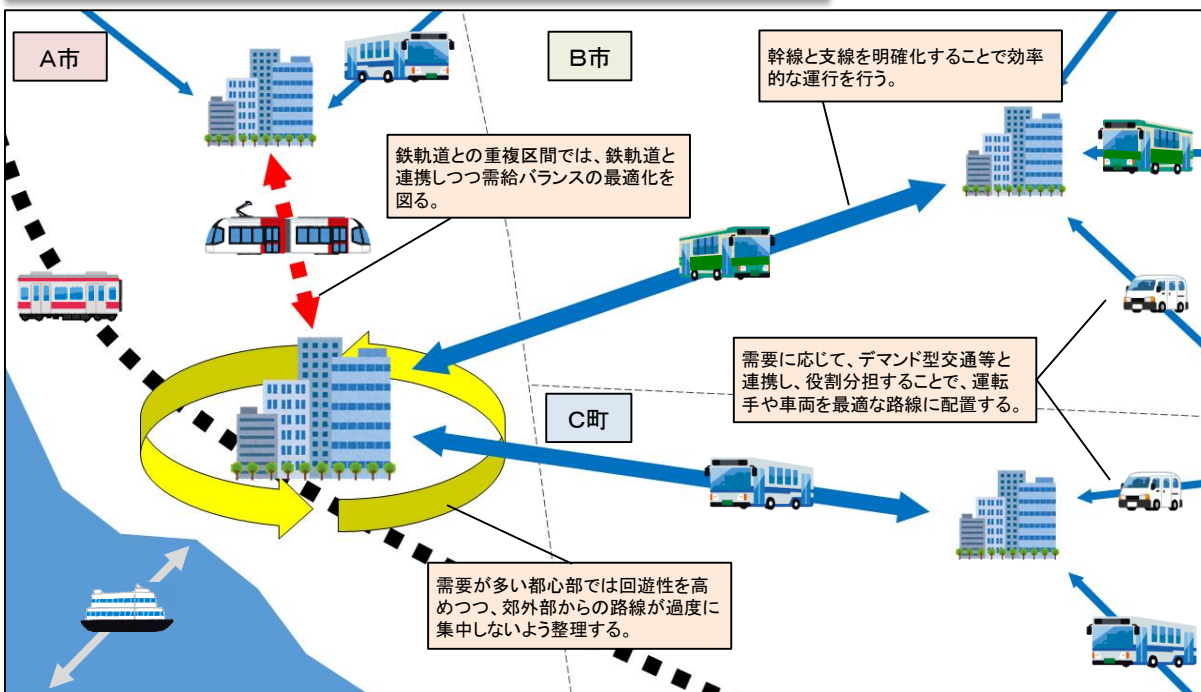 A市
B市
幹線と支線を明確化することで効率
的な運行を行う。
鉄軌道との重複区間では、鉄軌道と
連携しつつ需給バランスの最適化を
図る。
需要に応じて、デマンド型交通等と
連携し、役割分担することで、運転
手や車両を最適な路線に配置する。
C町
需要が多い都心部では回遊性を高
めつつ、郊外部からの路線が過度に
集中しないよう整理する。